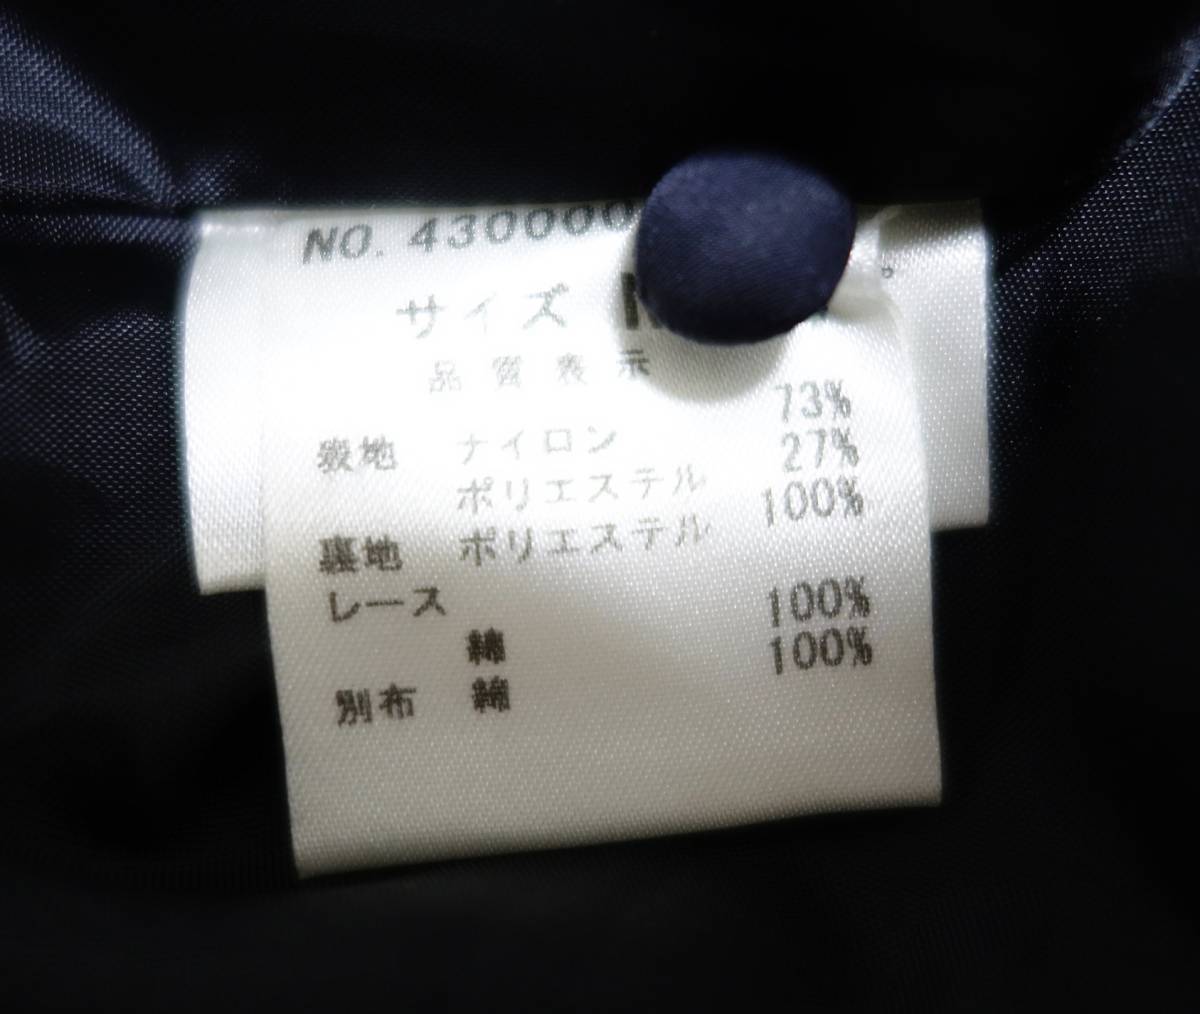 NO. 430000
サイズ
品質表示
表地 ナイロン 73%
ポリエステル 27%
裏地 ポリエステル 100%
レース
綿 100%
別布 綿 100%